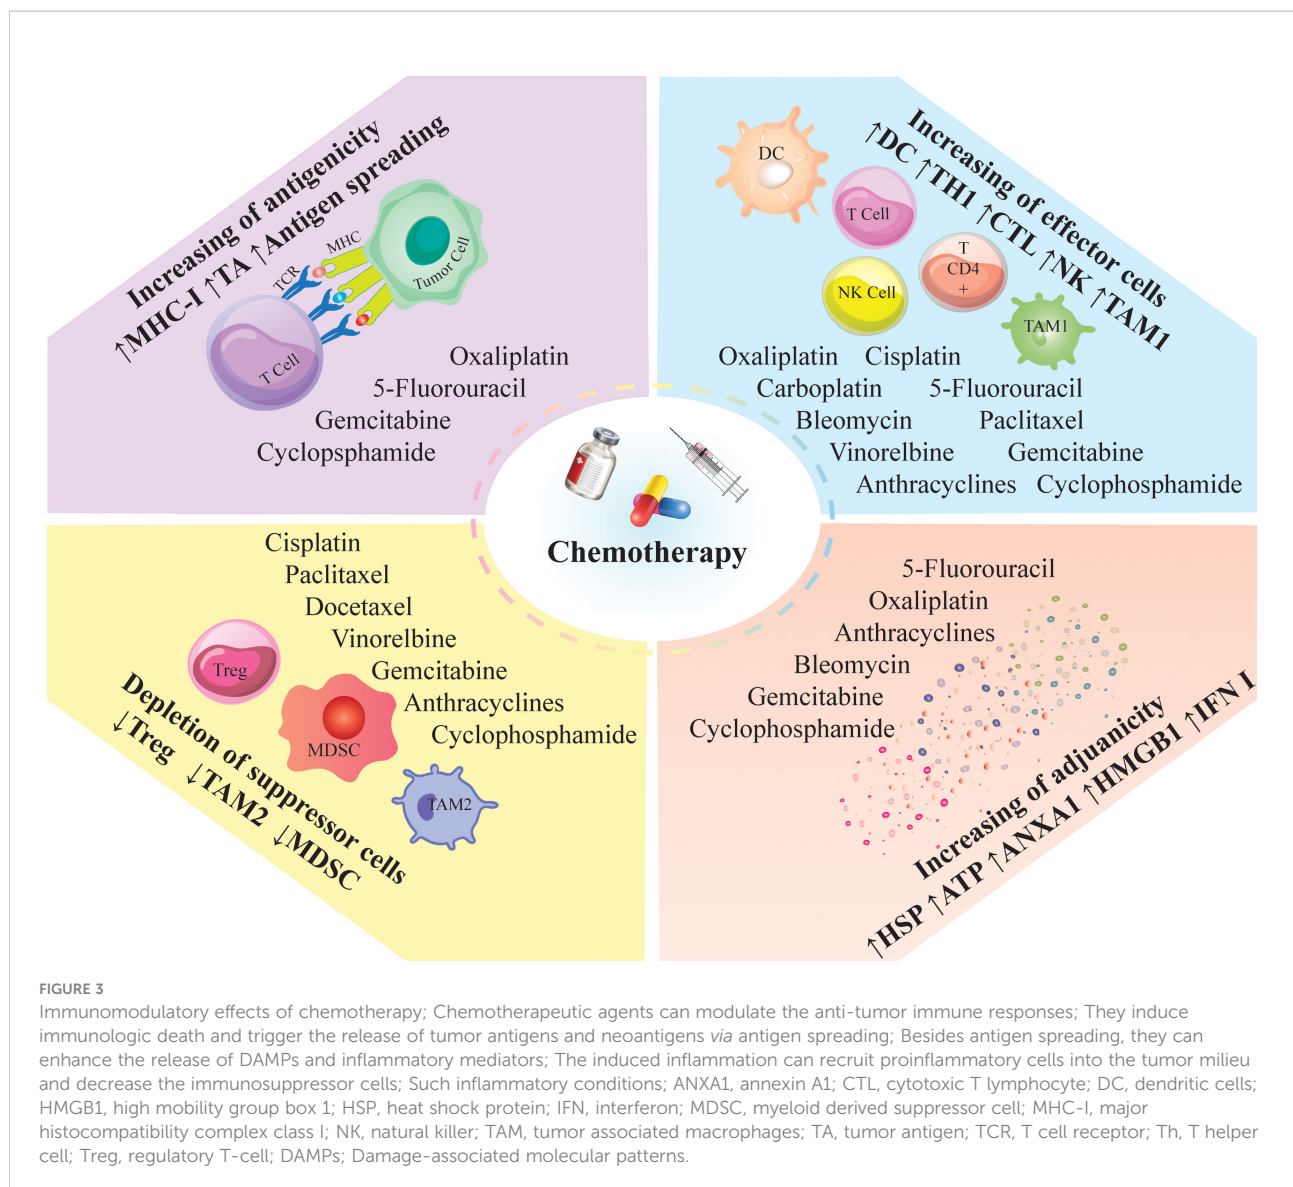 Increasing of antigenicity
↑MHC-I ↑TA ↑Antigen spreading
MHC
TCR
Tumor Cell
T Cell
Oxaliplatin
5-Fluorouracil
Gemcitabine
Cyclopsphamide
Increasing of effector cells
↑DC ↑TH1 ↑CTL ↑NK ↑TAM1
DC
T Cell
T
CD4
+
NK Cell
TAM1
Oxaliplatin Cisplatin
Carboplatin 5-Fluorouracil
Bleomycin Paclitaxel
Vinorelbine Gemcitabine
Anthracyclines Cyclophosphamide
Chemotherapy
Cisplatin
Paclitaxel
Docetaxel
Vinorelbine
Gemcitabine
Anthracyclines
Cyclophosphamide
Treg
MDSC
TAM2
Depletion of suppressor cells
↓Treg ↓TAM2 ↓MDSC
5-Fluorouracil
Oxaliplatin
Anthracyclines
Bleomycin
Gemcitabine
Cyclophosphamide
Increasing of adjuanicity
↑HSP ↑ATP ↑ANXA1 ↑HMGB1 ↑IFN I
FIGURE 3
Immunomodulatory effects of chemotherapy; Chemotherapeutic agents can modulate the anti-tumor immune responses; They induce
immunologic death and trigger the release of tumor antigens and neoantigens via antigen spreading; Besides antigen spreading, they can
enhance the release of DAMPs and inflammatory mediators; The induced inflammation can recruit proinflammatory cells into the tumor milieu
and decrease the immunosuppressor cells; Such inflammatory conditions; ANXA1, annexin A1; CTL, cytotoxic T lymphocyte; DC, dendritic cells;
HMGB1, high mobility group box 1; HSP, heat shock protein; IFN, interferon; MDSC, myeloid derived suppressor cell; MHC-I, major
histocompatibility complex class I; NK, natural killer; TAM, tumor associated macrophages; TA, tumor antigen; TCR, T cell receptor; Th, T helper
cell; Treg, regulatory T-cell; DAMPs; Damage-associated molecular patterns.